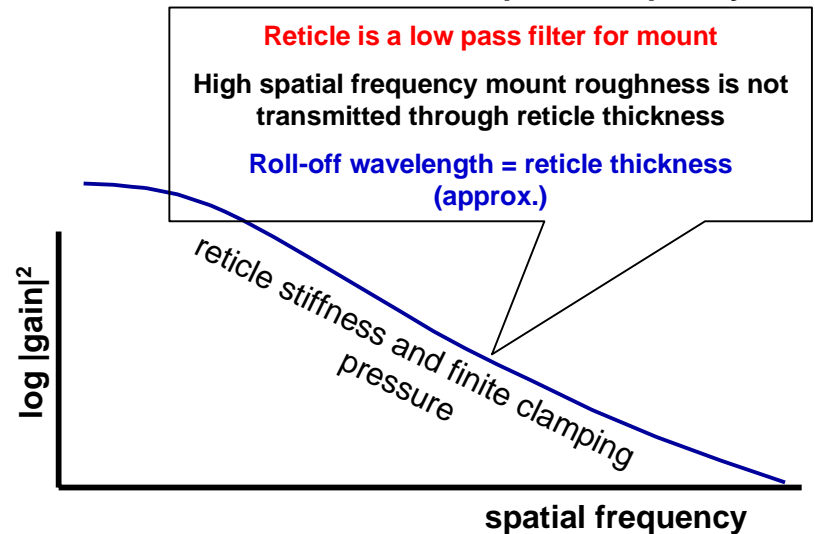 Reticle is a low pass filter for mount
High spatial frequency mount roughness is not
transmitted through reticle thickness
Roll-off wavelength = reticle thickness
(approx.)
reticle stiffness and finite clamping
pressure
log |gain|²
spatial frequency